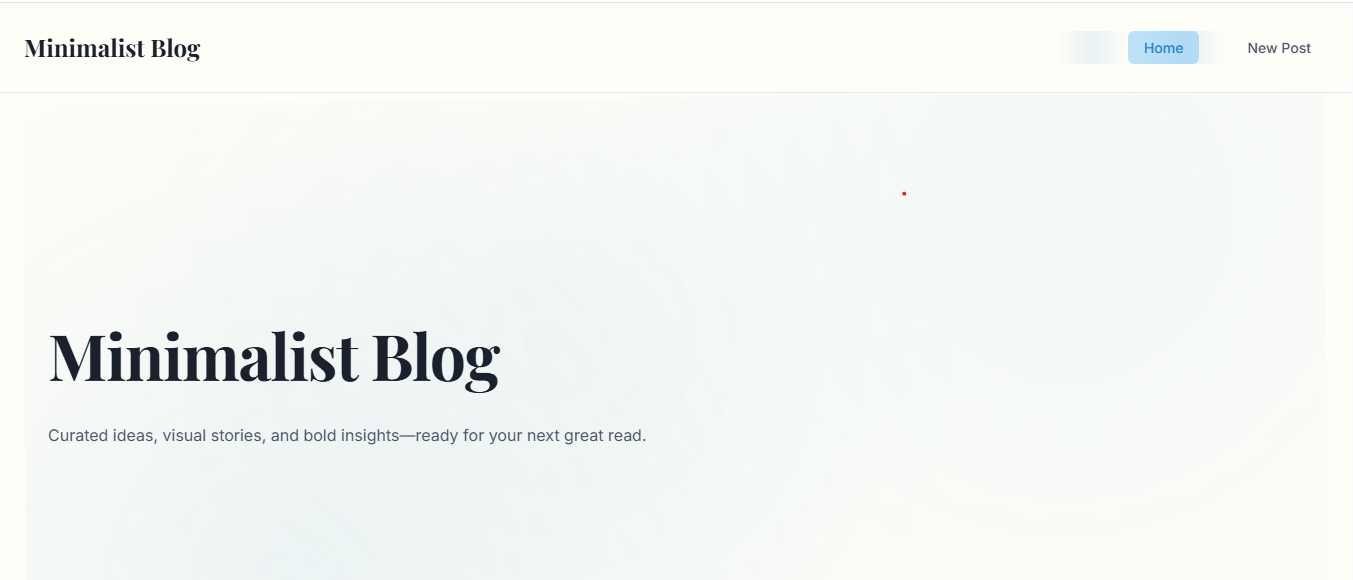 Minimalist Blog
Home
New Post
Minimalist Blog
Curated ideas, visual stories, and bold insights—ready for your next great read.